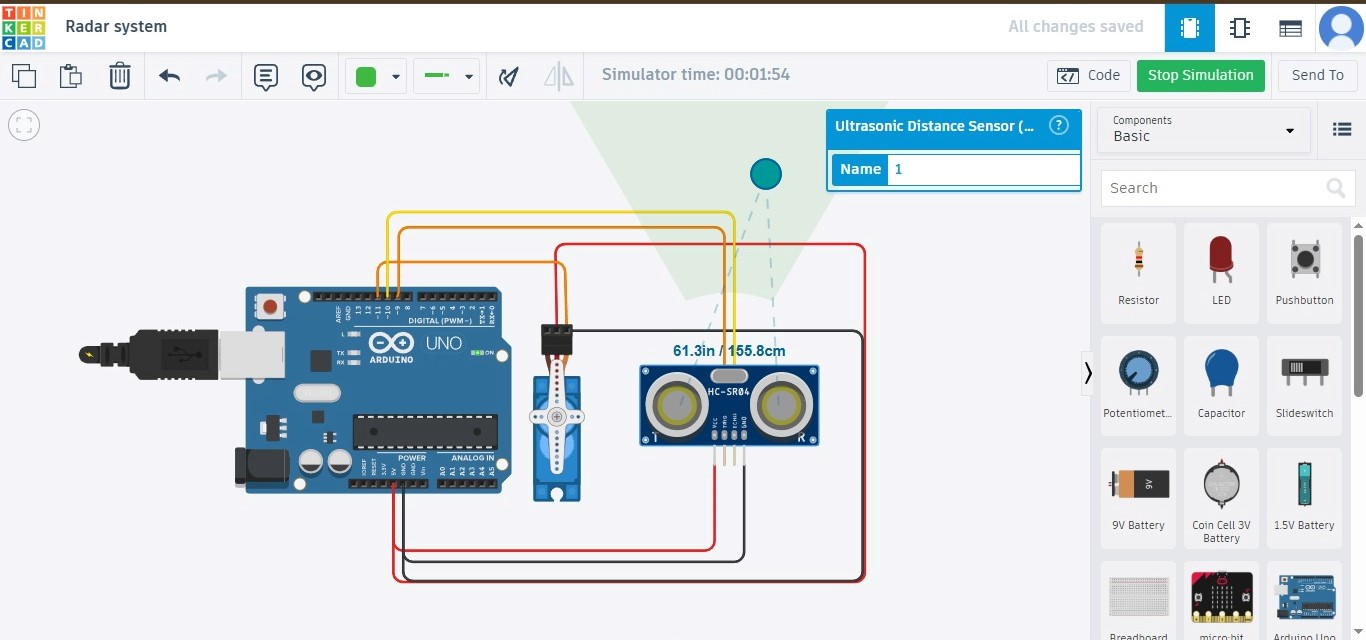 TIN
KER
CAD
Radar system
All changes saved
Simulator time: 00:01:54
Code
Stop Simulation
Send To
Ultrasonic Distance Sensor (...
?
Name 1
Components
Basic
Search
Resistor
LED
Pushbutton
Potentiomet...
Capacitor
Slideswitch
9V
9V Battery
Coin Cell 3V
Battery
1.5V Battery
Breadboard
micro:bit
Arduino Uno
AREF
GND
13
12
~11
~10
~9
8
7
~6
~5
4
~3
2
TX→1
RX←0
DIGITAL (PWM~)
L
TX
RX
UNO
ARDUINO
ON
POWER
ANALOG IN
IOREF
RESET
3.3V
5V
GND
GND
Vin
A0
A1
A2
A3
A4
A5
61.3in / 155.8cm
HC-SR04
VCC
TRIG
ECHO
GND
T
R